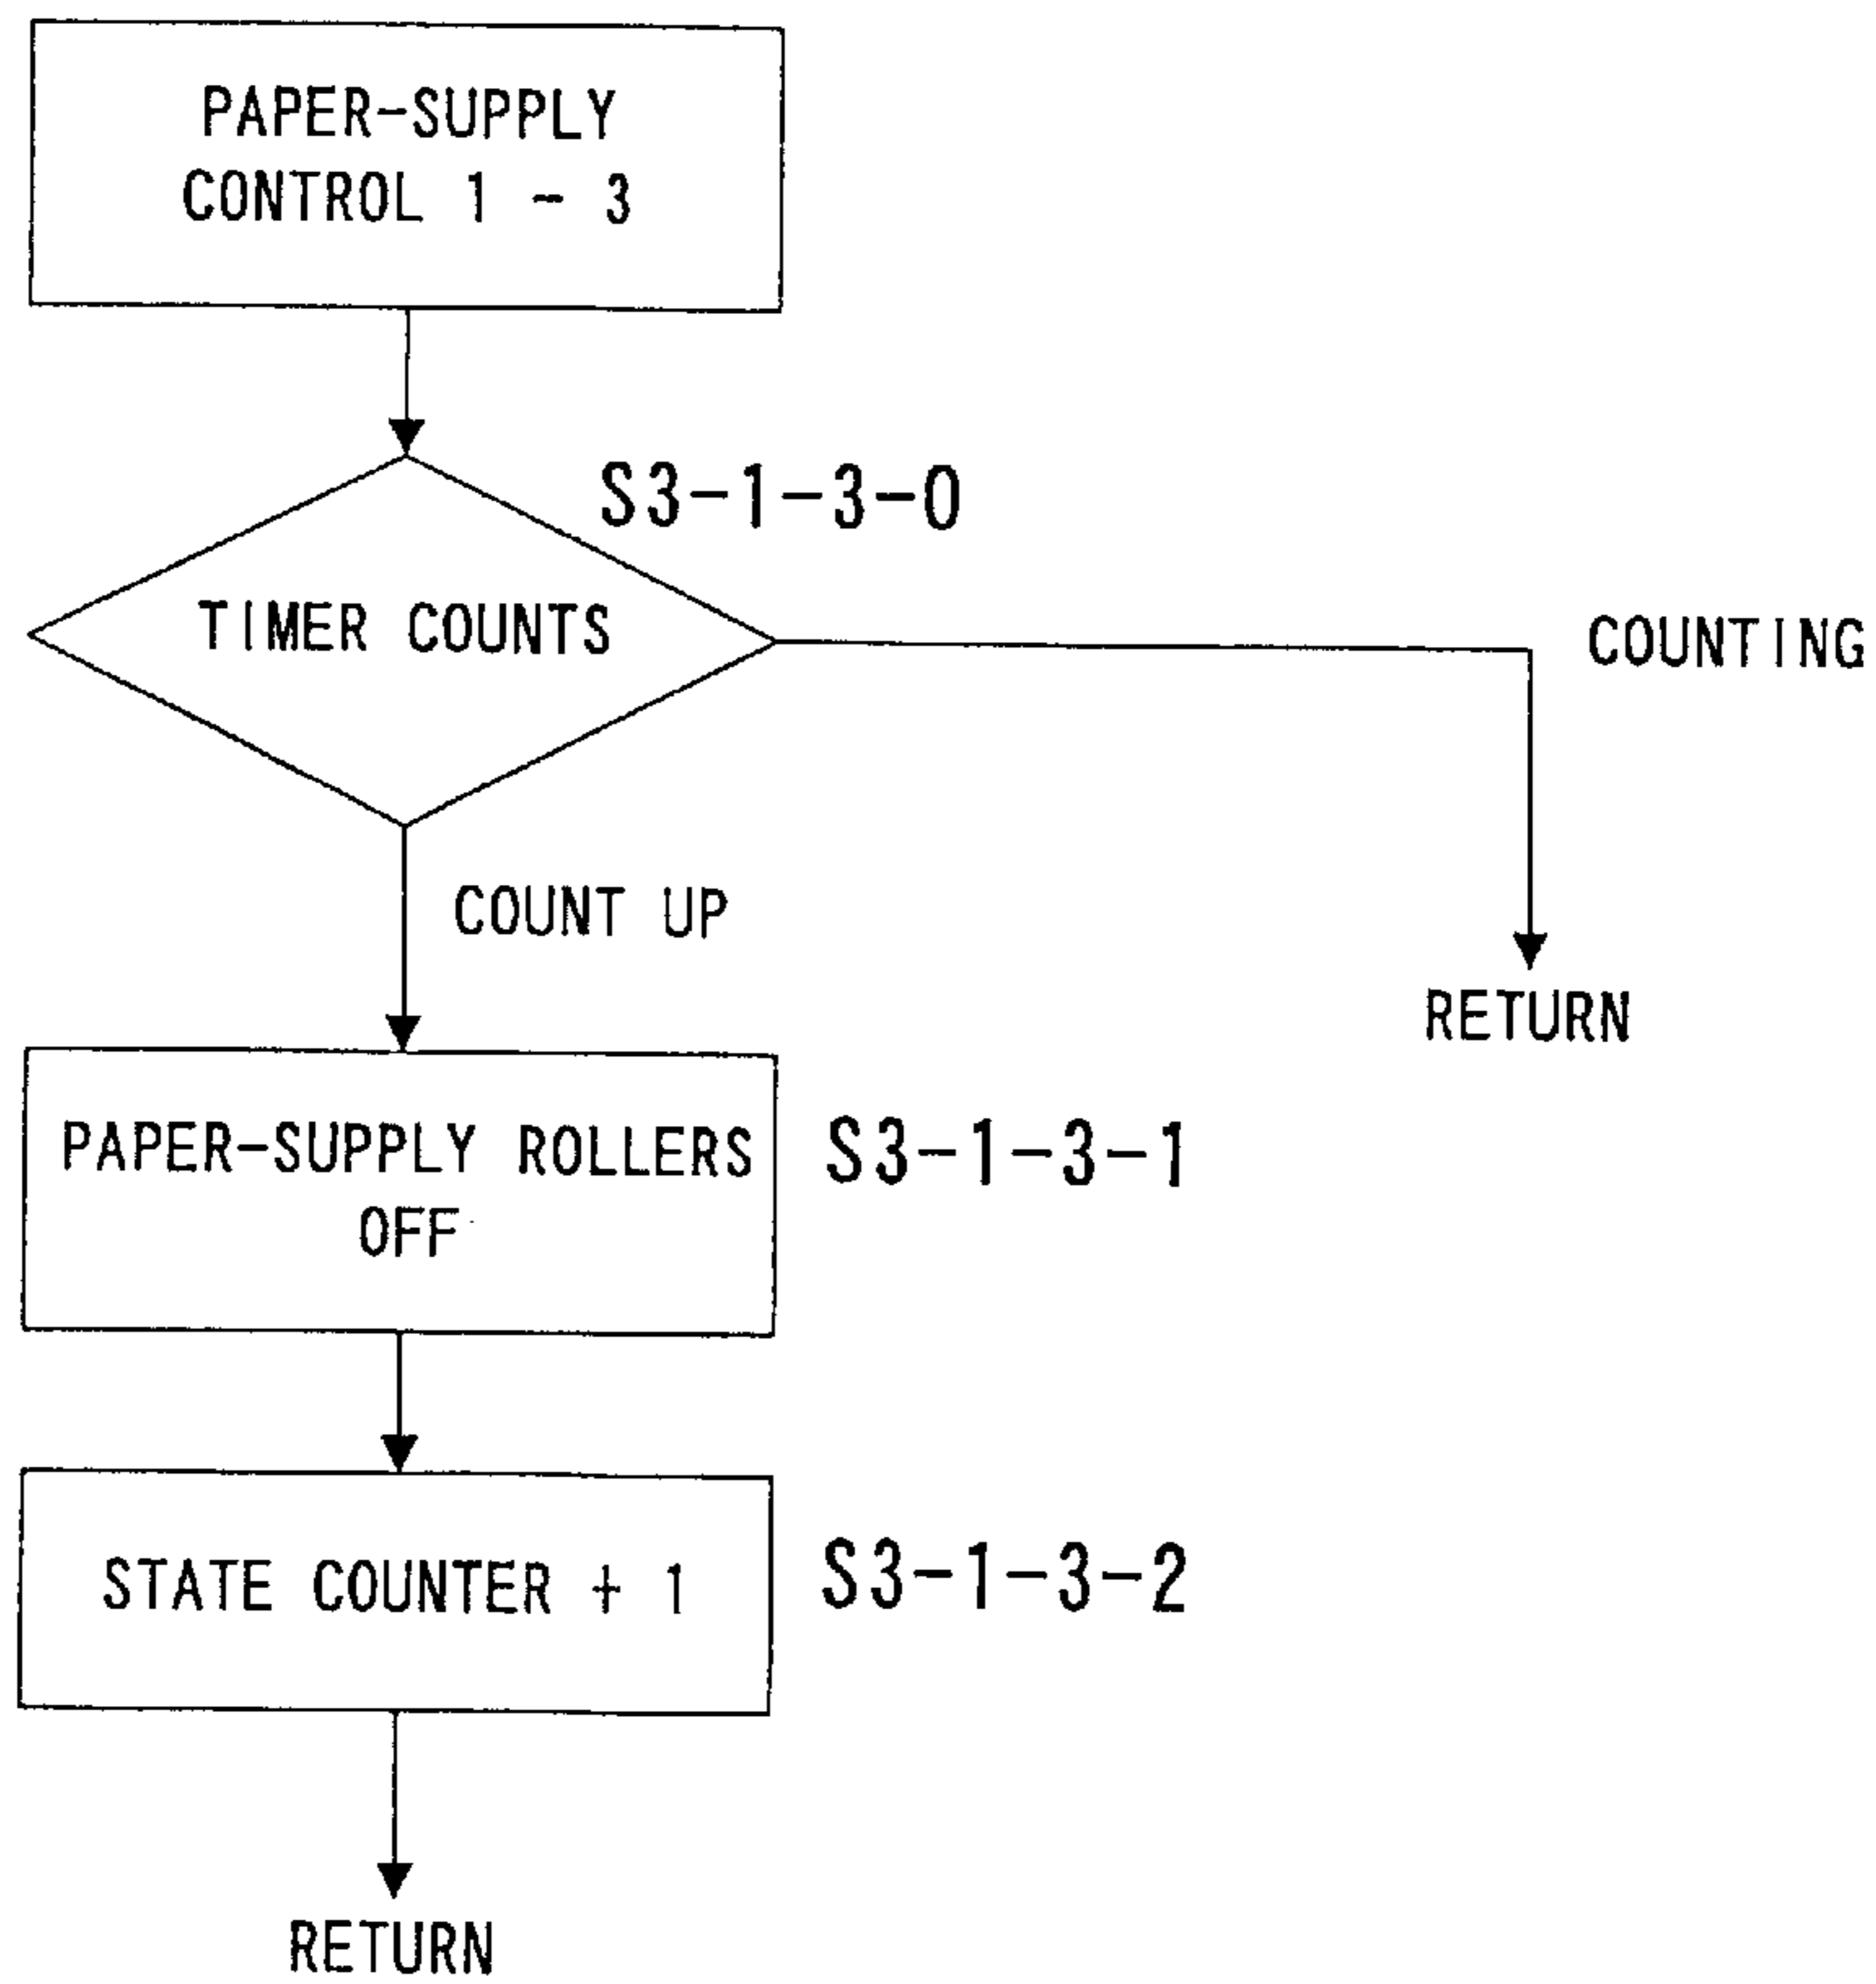 PAPER-SUPPLY
CONTROL 1 - 3
S3-1-3-0
TIMER COUNTS
COUNTING
COUNT UP
RETURN
PAPER-SUPPLY ROLLERS
OFF
S3-1-3-1
STATE COUNTER + 1
S3-1-3-2
RETURN